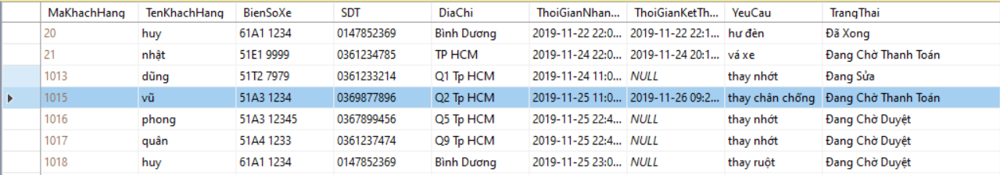 MaKhachHang TenKhachHang BienSoXe SDT DiaChi ThoiGianNhan... ThoiGianKetTh... YeuCau TrangThai
20 huy 61A1 1234 0147852369 Bình Dương 2019-11-22 22:0... 2019-11-22 22:1... hư đèn Đã Xong
21 nhật 51E1 9999 0361234785 TP HCM 2019-11-24 22:0... 2019-11-24 20:1... vá xe Đang Chờ Thanh Toán
1013 dũng 51T2 7979 0361233214 Q1 Tp HCM 2019-11-24 11:0... NULL thay nhớt Đang Sửa
1015 vũ 51A3 1234 0369877896 Q2 Tp HCM 2019-11-25 11:0... 2019-11-26 09:2... thay chân chống Đang Chờ Thanh Toán
1016 phong 51A3 12345 0367899456 Q5 Tp HCM 2019-11-25 22:4... NULL thay nhớt Đang Chờ Duyệt
1017 quân 51A4 1233 0361237474 Q9 Tp HCM 2019-11-25 22:4... NULL thay nhớt Đang Chờ Duyệt
1018 huy 61A1 1234 0147852369 Bình Dương 2019-11-25 23:0... NULL thay ruột Đang Chờ Duyệt